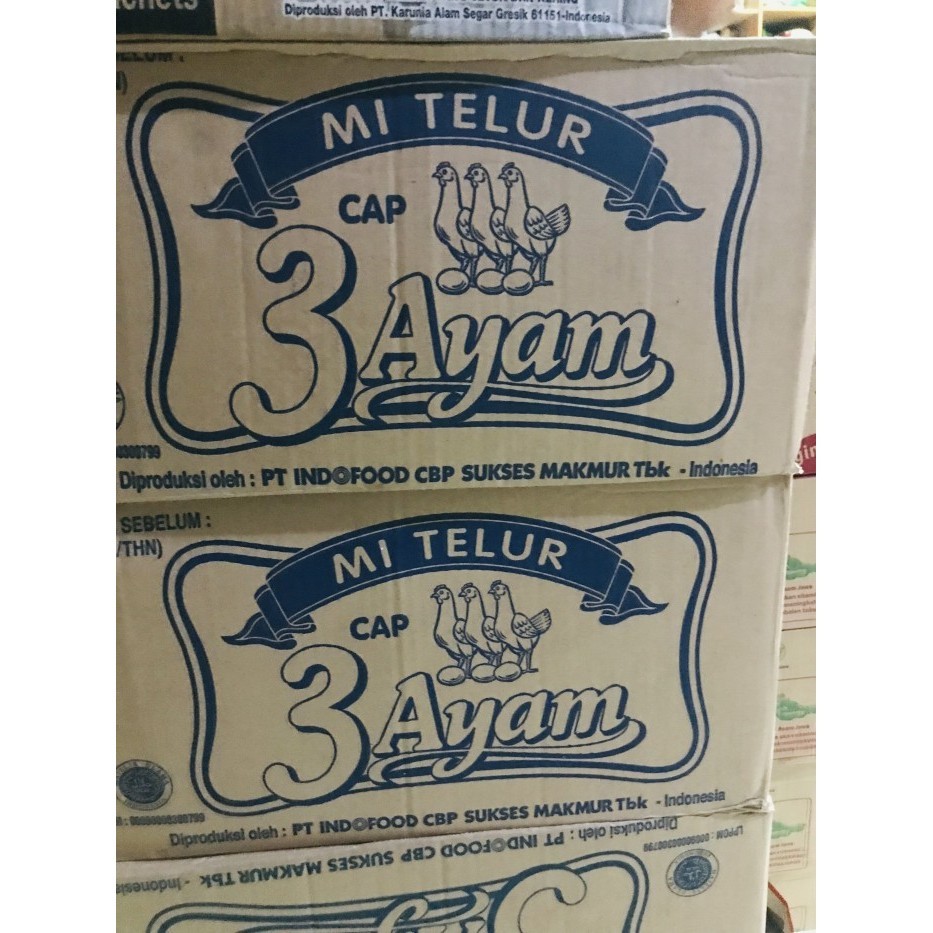 Diproduksi oleh PT. Karunia Alam Segar Gresik 61151-Indonesia
MI TELUR
CAP
3 Ayam
Diproduksi oleh : PT INDOFOOD CBP SUKSES MAKMUR Tbk - Indonesia
SEBELUM :
/THN)
MI TELUR
CAP
3 Ayam
Diproduksi oleh : PT INDOFOOD CBP SUKSES MAKMUR Tbk - Indonesia
Diproduksi oleh : PT INDOFOOD CBP SUKSES MAKMUR Tbk - Indonesia